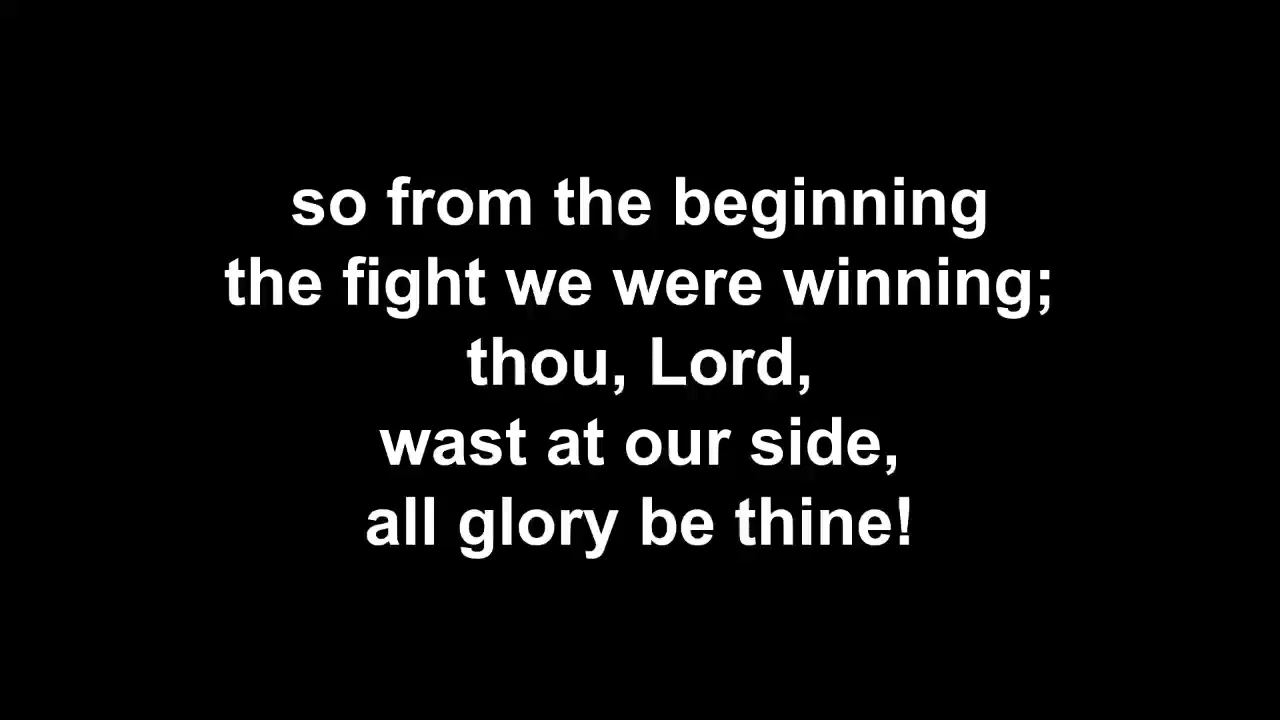 so from the beginning
the fight we were winning;
thou, Lord,
wast at our side,
all glory be thine!